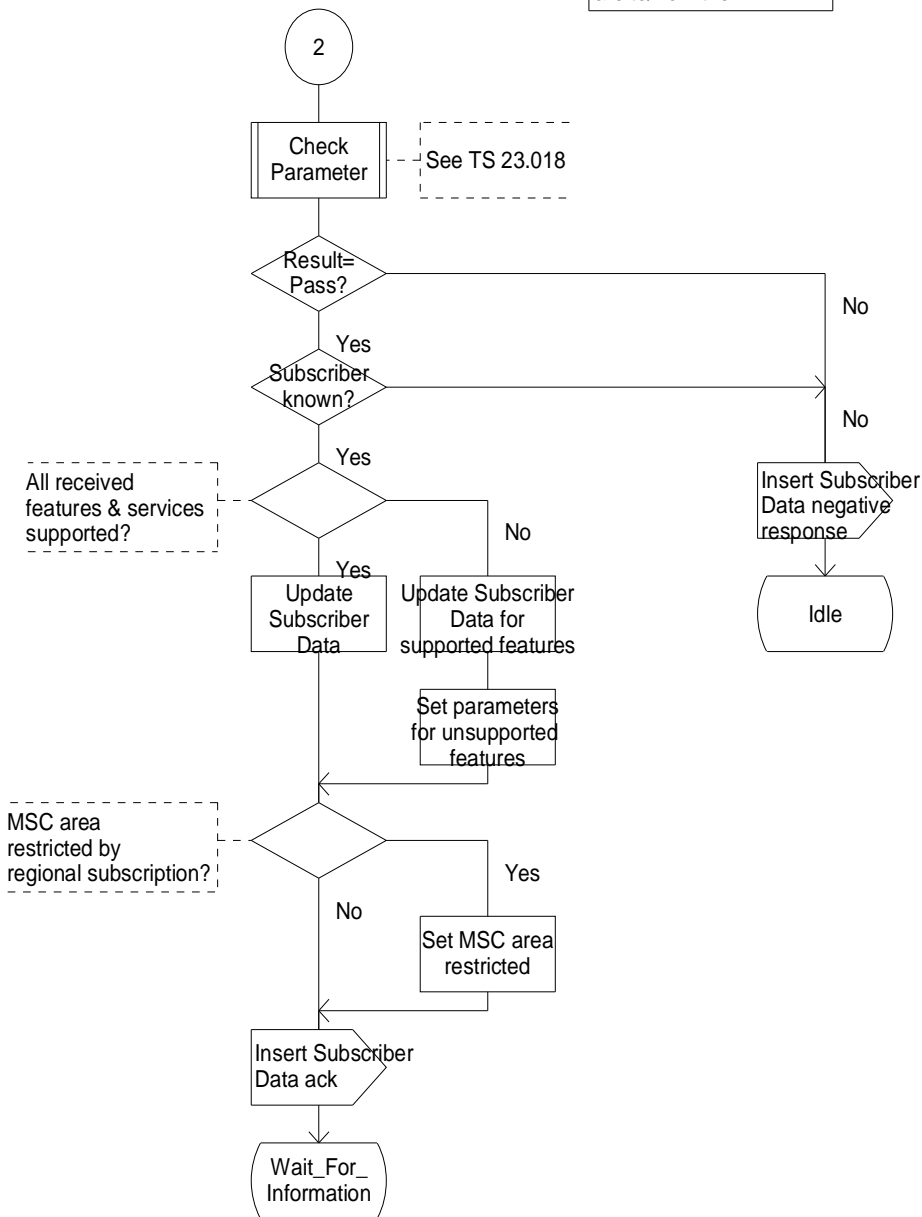 2
Check
Parameter
See TS 23.018
Result=
Pass?
No
Yes
Subscriber
known?
No
Yes
All received
features & services
supported?
Insert Subscriber
Data negative
response
No
Yes
Update
Subscriber
Data
Update Subscriber
Data for
supported features
Idle
Set parameters
for unsupported
features
MSC area
restricted by
regional subscription?
Yes
No
Set MSC area
restricted
Insert Subscriber
Data ack
Wait_For_
Information